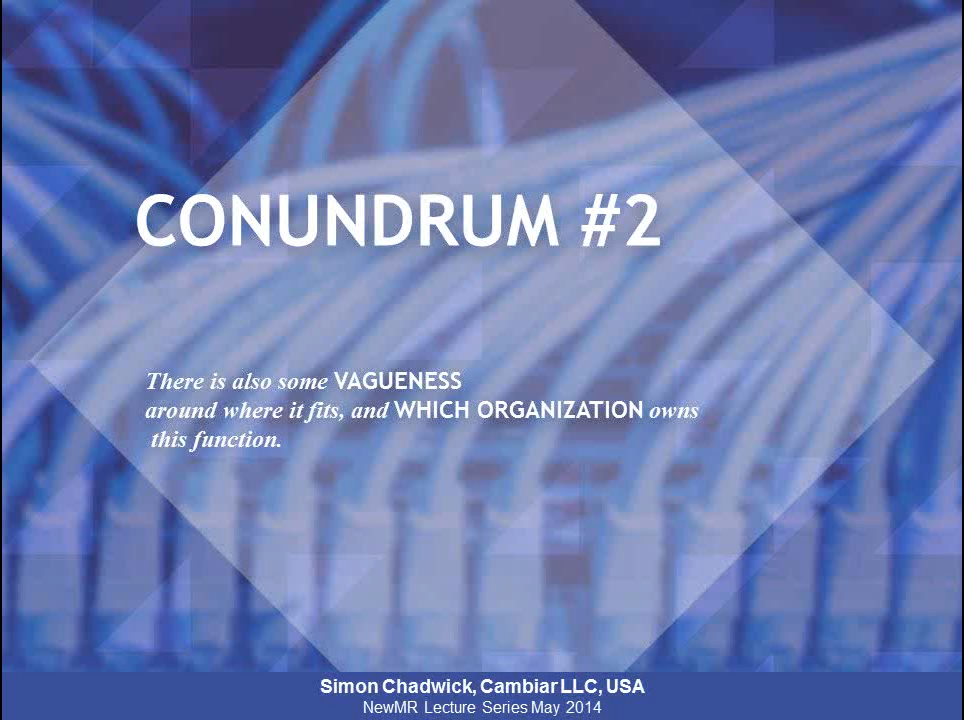 CONUNDRUM #2
There is also some VAGUENESS
around where it fits, and WHICH ORGANIZATION owns
this function.
Simon Chadwick, Cambiar LLC, USA
NewMR Lecture Series May 2014